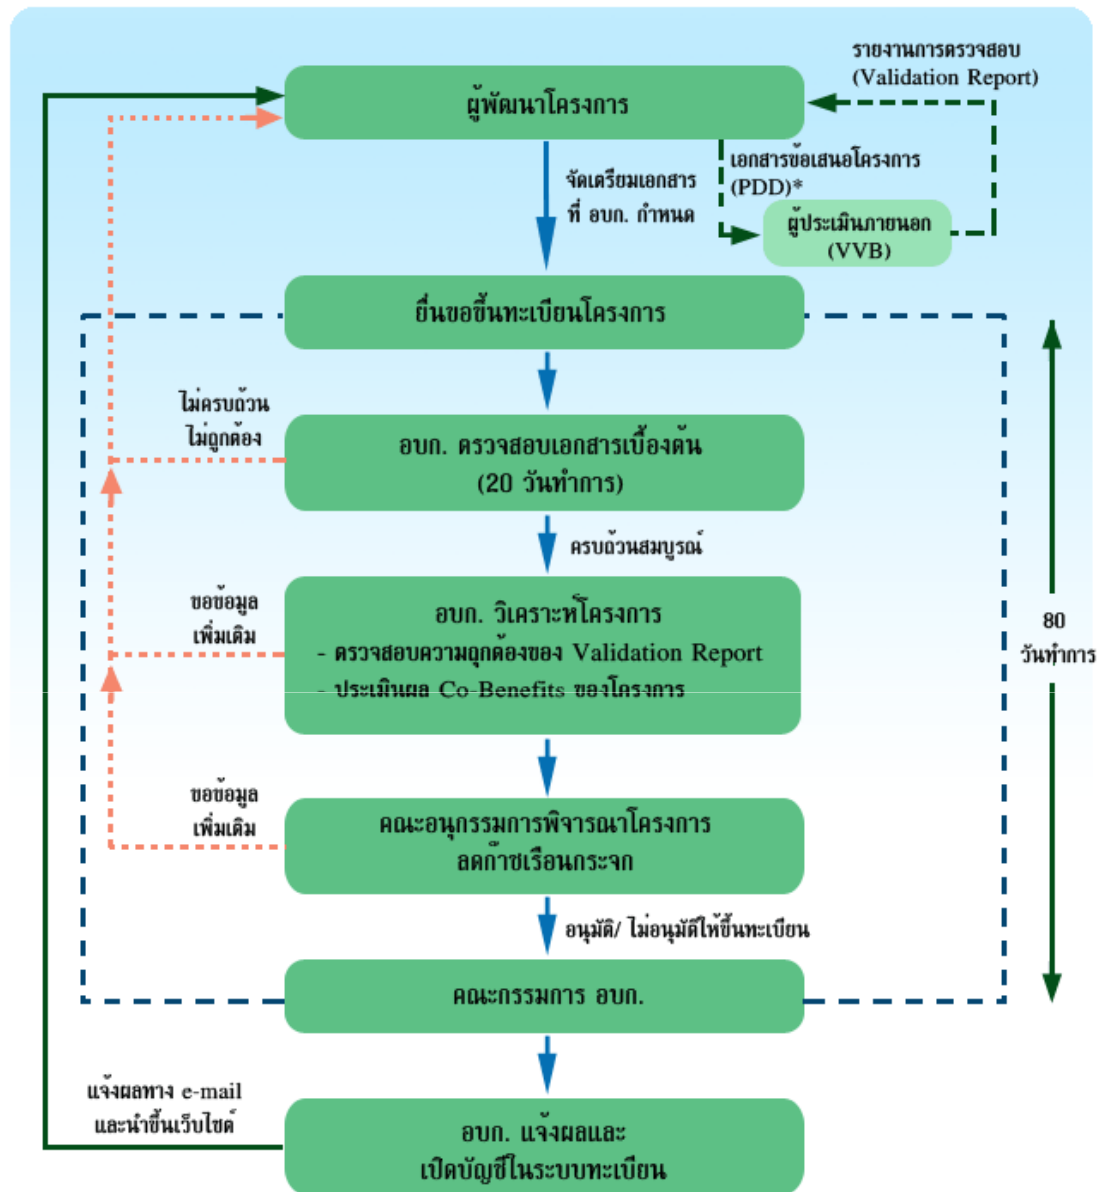 รายงานการตรวจสอบ
(Validation Report)
ผู้พัฒนาโครงการ
เอกสารข้อเสนอโครงการ
(PDD)*
จัดเตรียมเอกสาร
ที่ อบก. กำหนด
ผู้ประเมินภายนอก
(VVB)
ยื่นขอขึ้นทะเบียนโครงการ
ไม่ครบถ้วน
ไม่ถูกต้อง
อบก. ตรวจสอบเอกสารเบื้องต้น
(20 วันทำการ)
ครบถ้วนสมบูรณ์
ขอข้อมูล
เพิ่มเติม
อบก. วิเคราะห์โครงการ
- ตรวจสอบความถูกต้องของ Validation Report
- ประเมินผล Co-Benefits ของโครงการ
80
วันทำการ
ขอข้อมูล
เพิ่มเติม
คณะอนุกรรมการพิจารณาโครงการ
ลดก๊าซเรือนกระจก
อนุมัติ/ ไม่อนุมัติให้ขึ้นทะเบียน
คณะกรรมการ อบก.
แจ้งผลทาง e-mail
และนำขึ้นเว็บไซต์
อบก. แจ้งผลและ
เปิดบัญชีในระบบทะเบียน